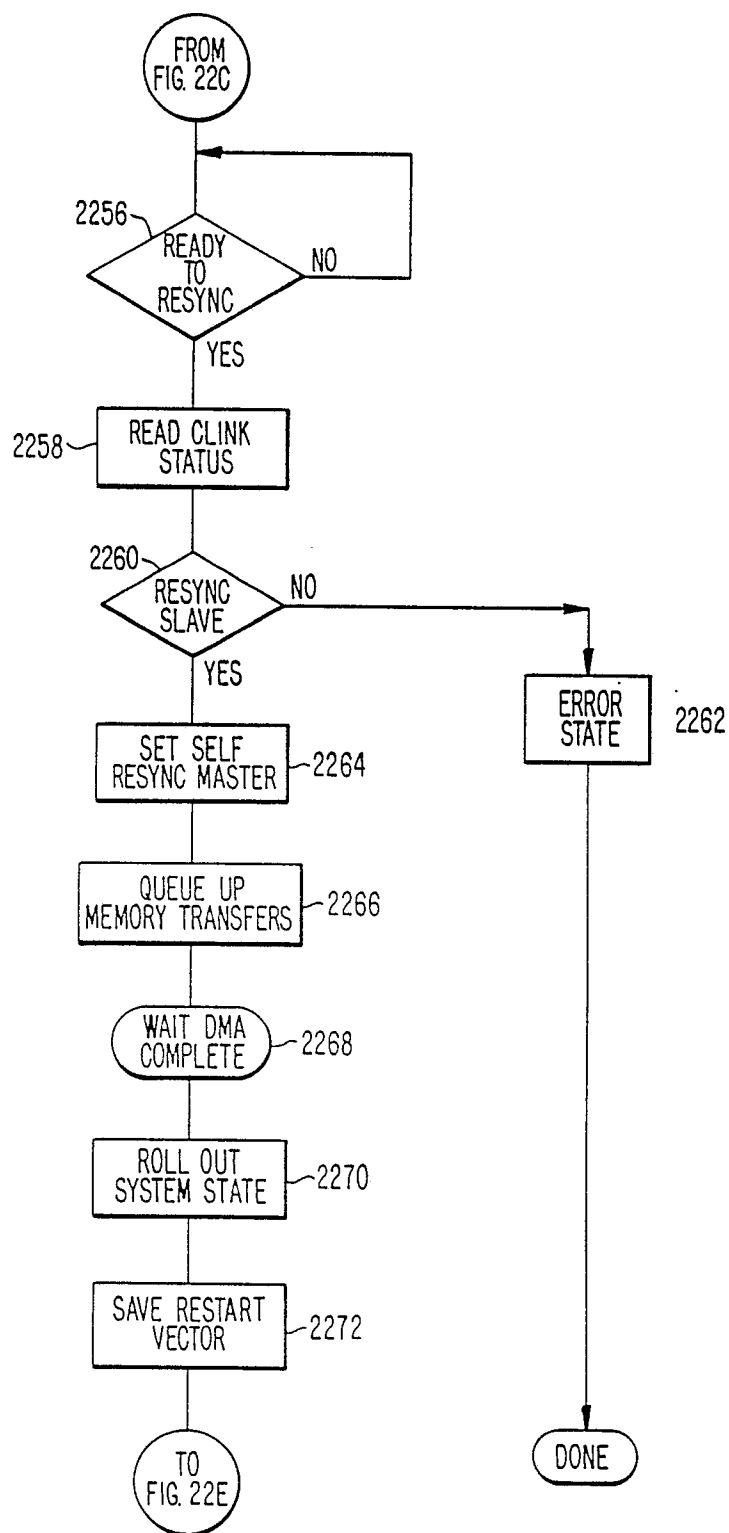 FROM
FIG. 22C
2256
READY
TO
RESYNC
NO
YES
2258
READ CLINK
STATUS
2260
RESYNC
SLAVE
NO
YES
ERROR
STATE
2262
SET SELF
RESYNC MASTER
2264
QUEUE UP
MEMORY TRANSFERS
2266
WAIT DMA
COMPLETE
2268
ROLL OUT
SYSTEM STATE
2270
SAVE RESTART
VECTOR
2272
TO
FIG. 22E
DONE